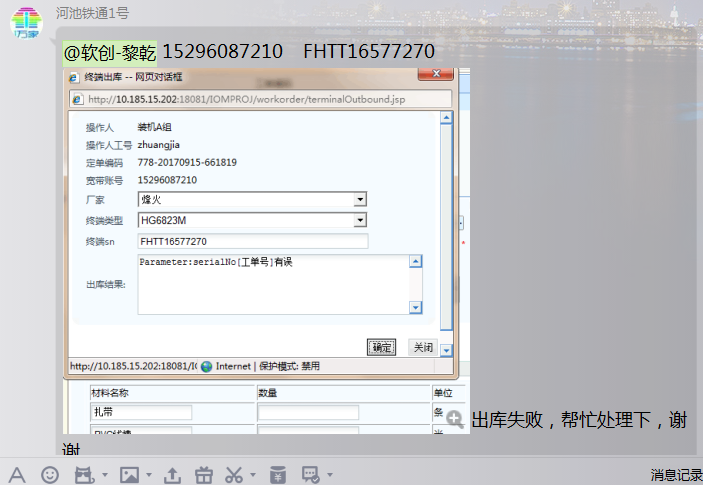 河池铁通1号
@软创-黎乾 15296087210 FHTT16577270
终端出库 -- 网页对话框
http://10.185.15.202:18081/IOMPROJ/workorder/terminalOutbound.jsp
操作人 装机A组
操作人工号 zhuangjia
定单编码 778-20170915-661819
宽带账号 15296087210
厂家 烽火
终端类型 HG6823M
终端sn FHTT16577270
Parameter:serialNo[工单号]有误
出库结果:
确定 关闭
http://10.185.15.202:18081/IO Internet | 保护模式: 禁用
材料名称 数量 单位
扎带 条
出库失败，帮忙处理下，谢
谢
消息记录